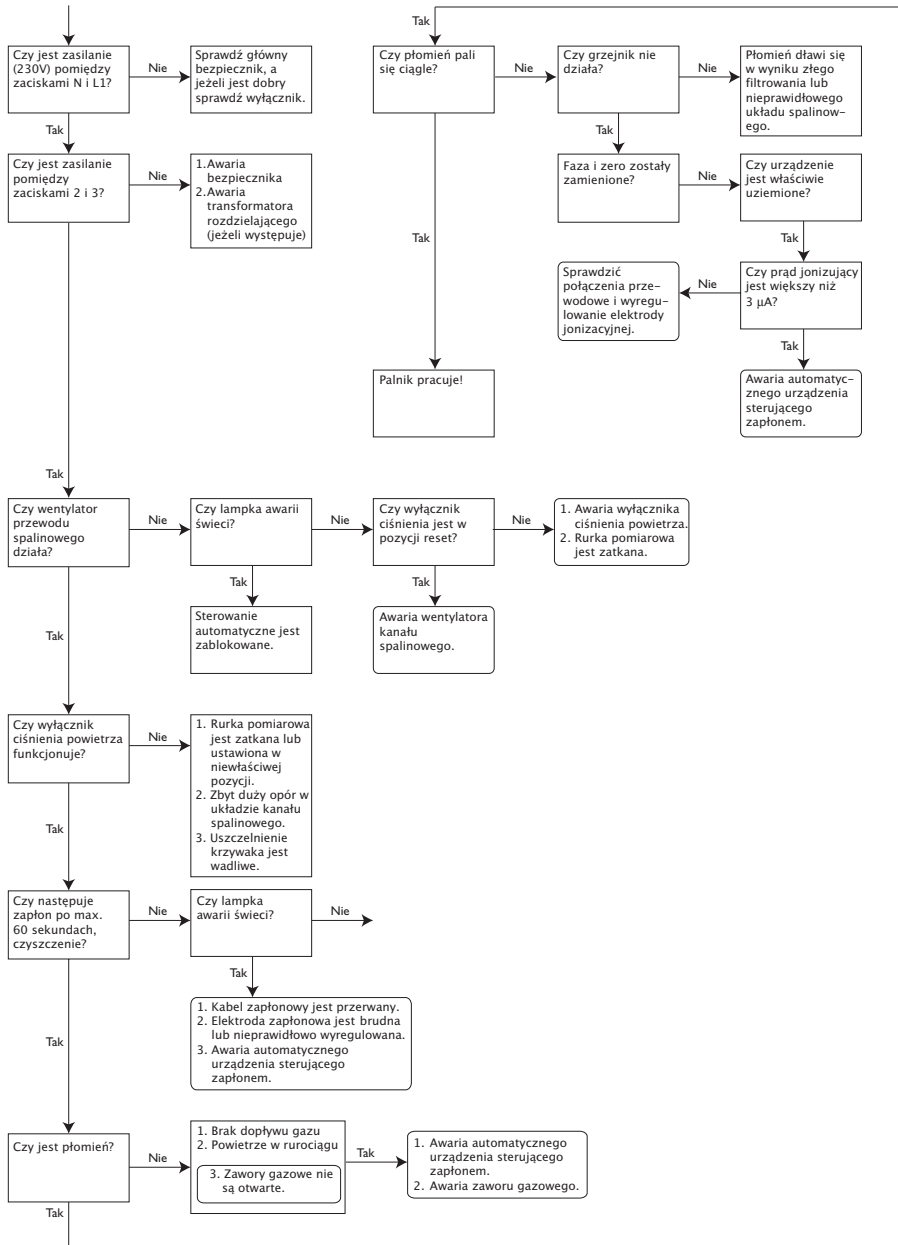 Tak
Czy jest zasilanie
(230V) pomiędzy
zaciskami N i L1?
Nie
Sprawdź główny
bezpiecznik, a
jeżeli jest dobry
sprawdź wyłącznik.
Czy płomień pali
się ciągle?
Nie
Czy grzejnik nie
działa?
Nie
Płomień dławi się
w wyniku złego
filtrowania lub
nieprawidłowego
układu spalinow-
ego.
Tak
Tak
Czy jest zasilanie
pomiędzy
zaciskami 2 i 3?
Nie
1.Awaria
bezpiecznika
2.Awaria
transformatora
rozdzielającego
(jeżeli występuje)
Faza i zero zostały
zamienione?
Nie
Czy urządzenie
jest właściwie
uziemione?
Tak
Tak
Sprawdzić
połączenia prze-
wodowe i wyregu-
lowanie elektrody
jonizacyjnej.
Nie
Czy prąd jonizujący
jest większy niż
3 µA?
Tak
Palnik pracuje!
Awaria automatycz-
nego urządzenia
sterującego
zapłonem.
Tak
Czy wentylator
przewodu
spalinowego
działa?
Nie
Czy lampka awarii
świeci?
Nie
Czy wyłącznik
ciśnienia jest w
pozycji reset?
Nie
1. Awaria wyłącznika
ciśnienia powietrza.
2. Rurka pomiarowa
jest zatkana.
Tak
Tak
Sterowanie
automatyczne jest
zablokowane.
Awaria wentylatora
kanału
spalinowego.
Tak
Czy wyłącznik
ciśnienia powietrza
funkcjonuje?
Nie
1. Rurka pomiarowa
jest zatkana lub
ustawiona w
niewłaściwej
pozycji.
2. Zbyt duży opór w
układzie kanału
spalinowego.
3. Uszczelnienie
krzywaka jest
wadliwe.
Tak
Czy następuje
zapłon po max.
60 sekundach,
czyszczenie?
Nie
Czy lampka
awarii świeci?
Nie
Tak
1. Kabel zapłonowy jest przerwany.
2. Elektroda zapłonowa jest brudna
lub nieprawidłowo wyregulowana.
3. Awaria automatycznego
urządzenia sterującego
zapłonem.
Tak
Czy jest płomień?
Nie
1. Brak dopływu gazu
2. Powietrze w rurociągu
3. Zawory gazowe nie
są otwarte.
Tak
1. Awaria automatycznego
urządzenia sterującego
zapłonem.
2. Awaria zaworu gazowego.
Tak